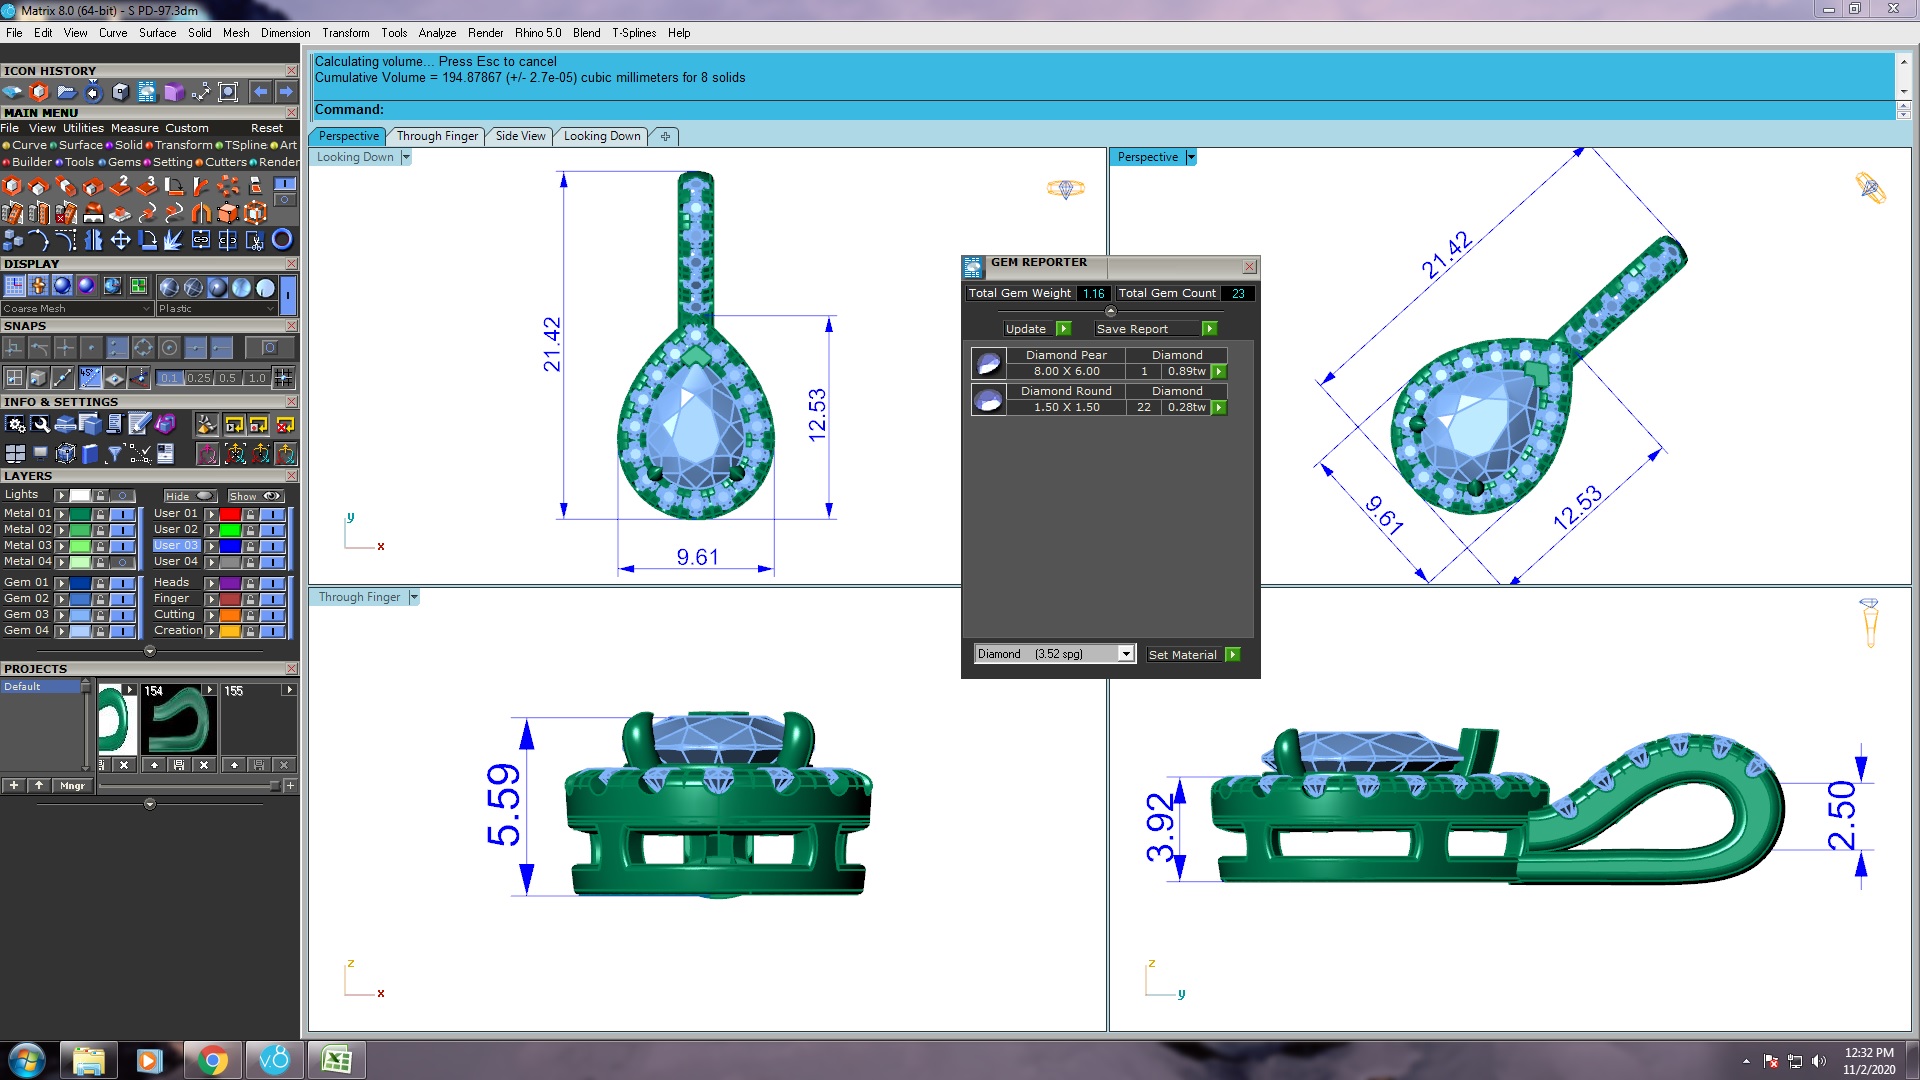 Matrix 8.0 (64-bit) - S PD-97.3dm
File Edit View Curve Surface Solid Mesh Dimension Transform Tools Analyze Render Rhino 5.0 Blend T-Splines Help
ICON HISTORY
MAIN MENU
File View Utilities Measure Custom Reset
Curve Surface Solid Transform TSpline Art
Builder Tools Gems Setting Cutters Render
DISPLAY
Coarse Mesh Plastic
SNAPS
45° 0.1 0.25 0.5 1.0
INFO & SETTINGS
LAYERS
Lights Hide Show
Metal 01 User 01
Metal 02 User 02
Metal 03 User 03
Metal 04 User 04
Gem 01 Heads
Gem 02 Finger
Gem 03 Cutting
Gem 04 Creation
PROJECTS
Default
154 155
Mngr
Calculating volume... Press Esc to cancel
Cumulative Volume = 194.87867 (+/- 2.7e-05) cubic millimeters for 8 solids
Command:
Perspective Through Finger Side View Looking Down
Looking Down
21.42
12.53
9.61
y
x
Perspective
21.42
9.61
12.53
GEM REPORTER
Total Gem Weight 1.16 Total Gem Count 23
Update Save Report
Diamond Pear Diamond
8.00 X 6.00 1 0.89tw
Diamond Round Diamond
1.50 X 1.50 22 0.28tw
Diamond (3.52 spg) Set Material
Through Finger
5.59
z
x
3.92
2.50
z
y
v8
12:32 PM
11/2/2020